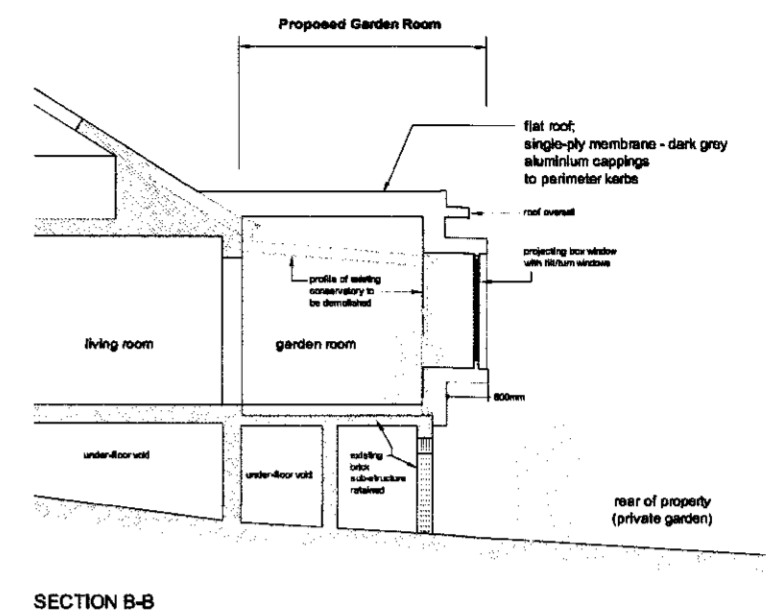 Proposed Garden Room
flat roof;
single-ply membrane - dark grey
aluminium cappings
to perimeter kerbs
roof oversail
projecting box window
with tilt/turn windows
profile of existing
conservatory to
be demolished
living room
garden room
600mm
under-floor void
under-floor void
existing
brick
sub-structure
retained
rear of property
(private garden)
SECTION B-B